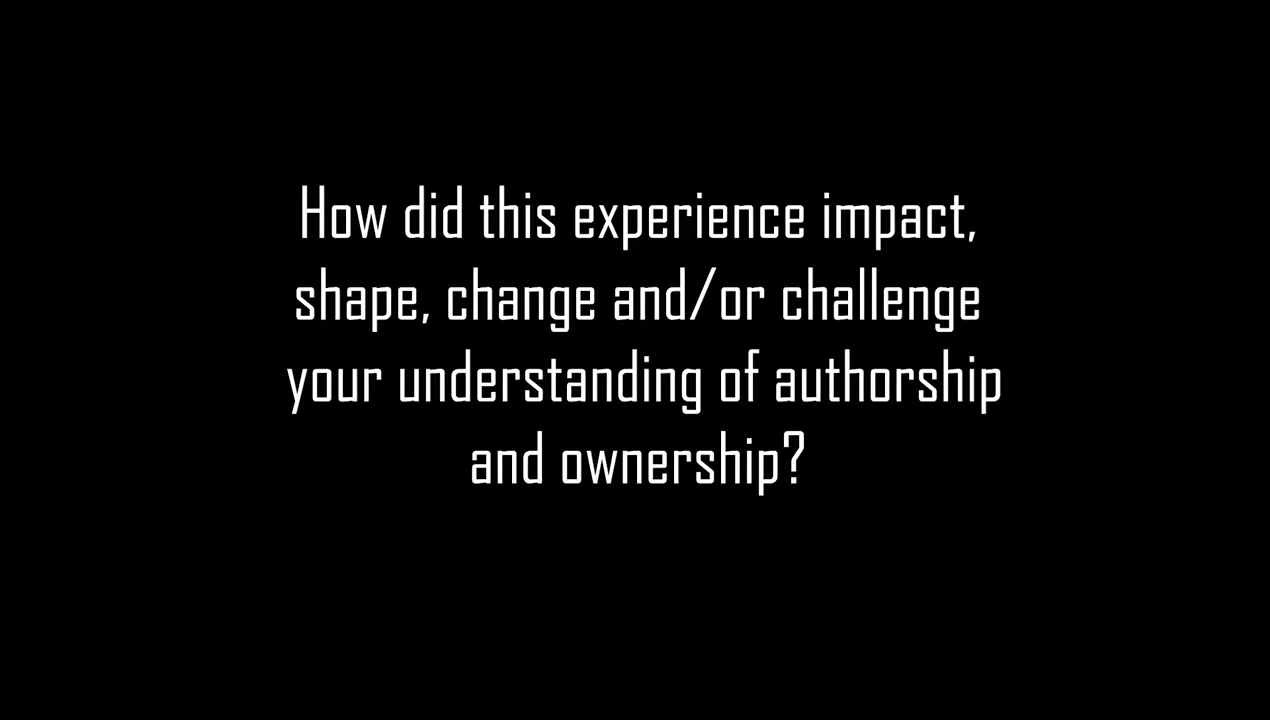 How did this experience impact,
shape, change and/or challenge
your understanding of authorship
and ownership?